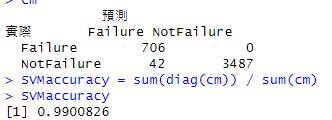 > cm
預測
實際 Failure NotFailure
Failure 706 0
NotFailure 42 3487
> SVMaccuracy = sum(diag(cm)) / sum(cm)
> SVMaccuracy
[1] 0.9900826